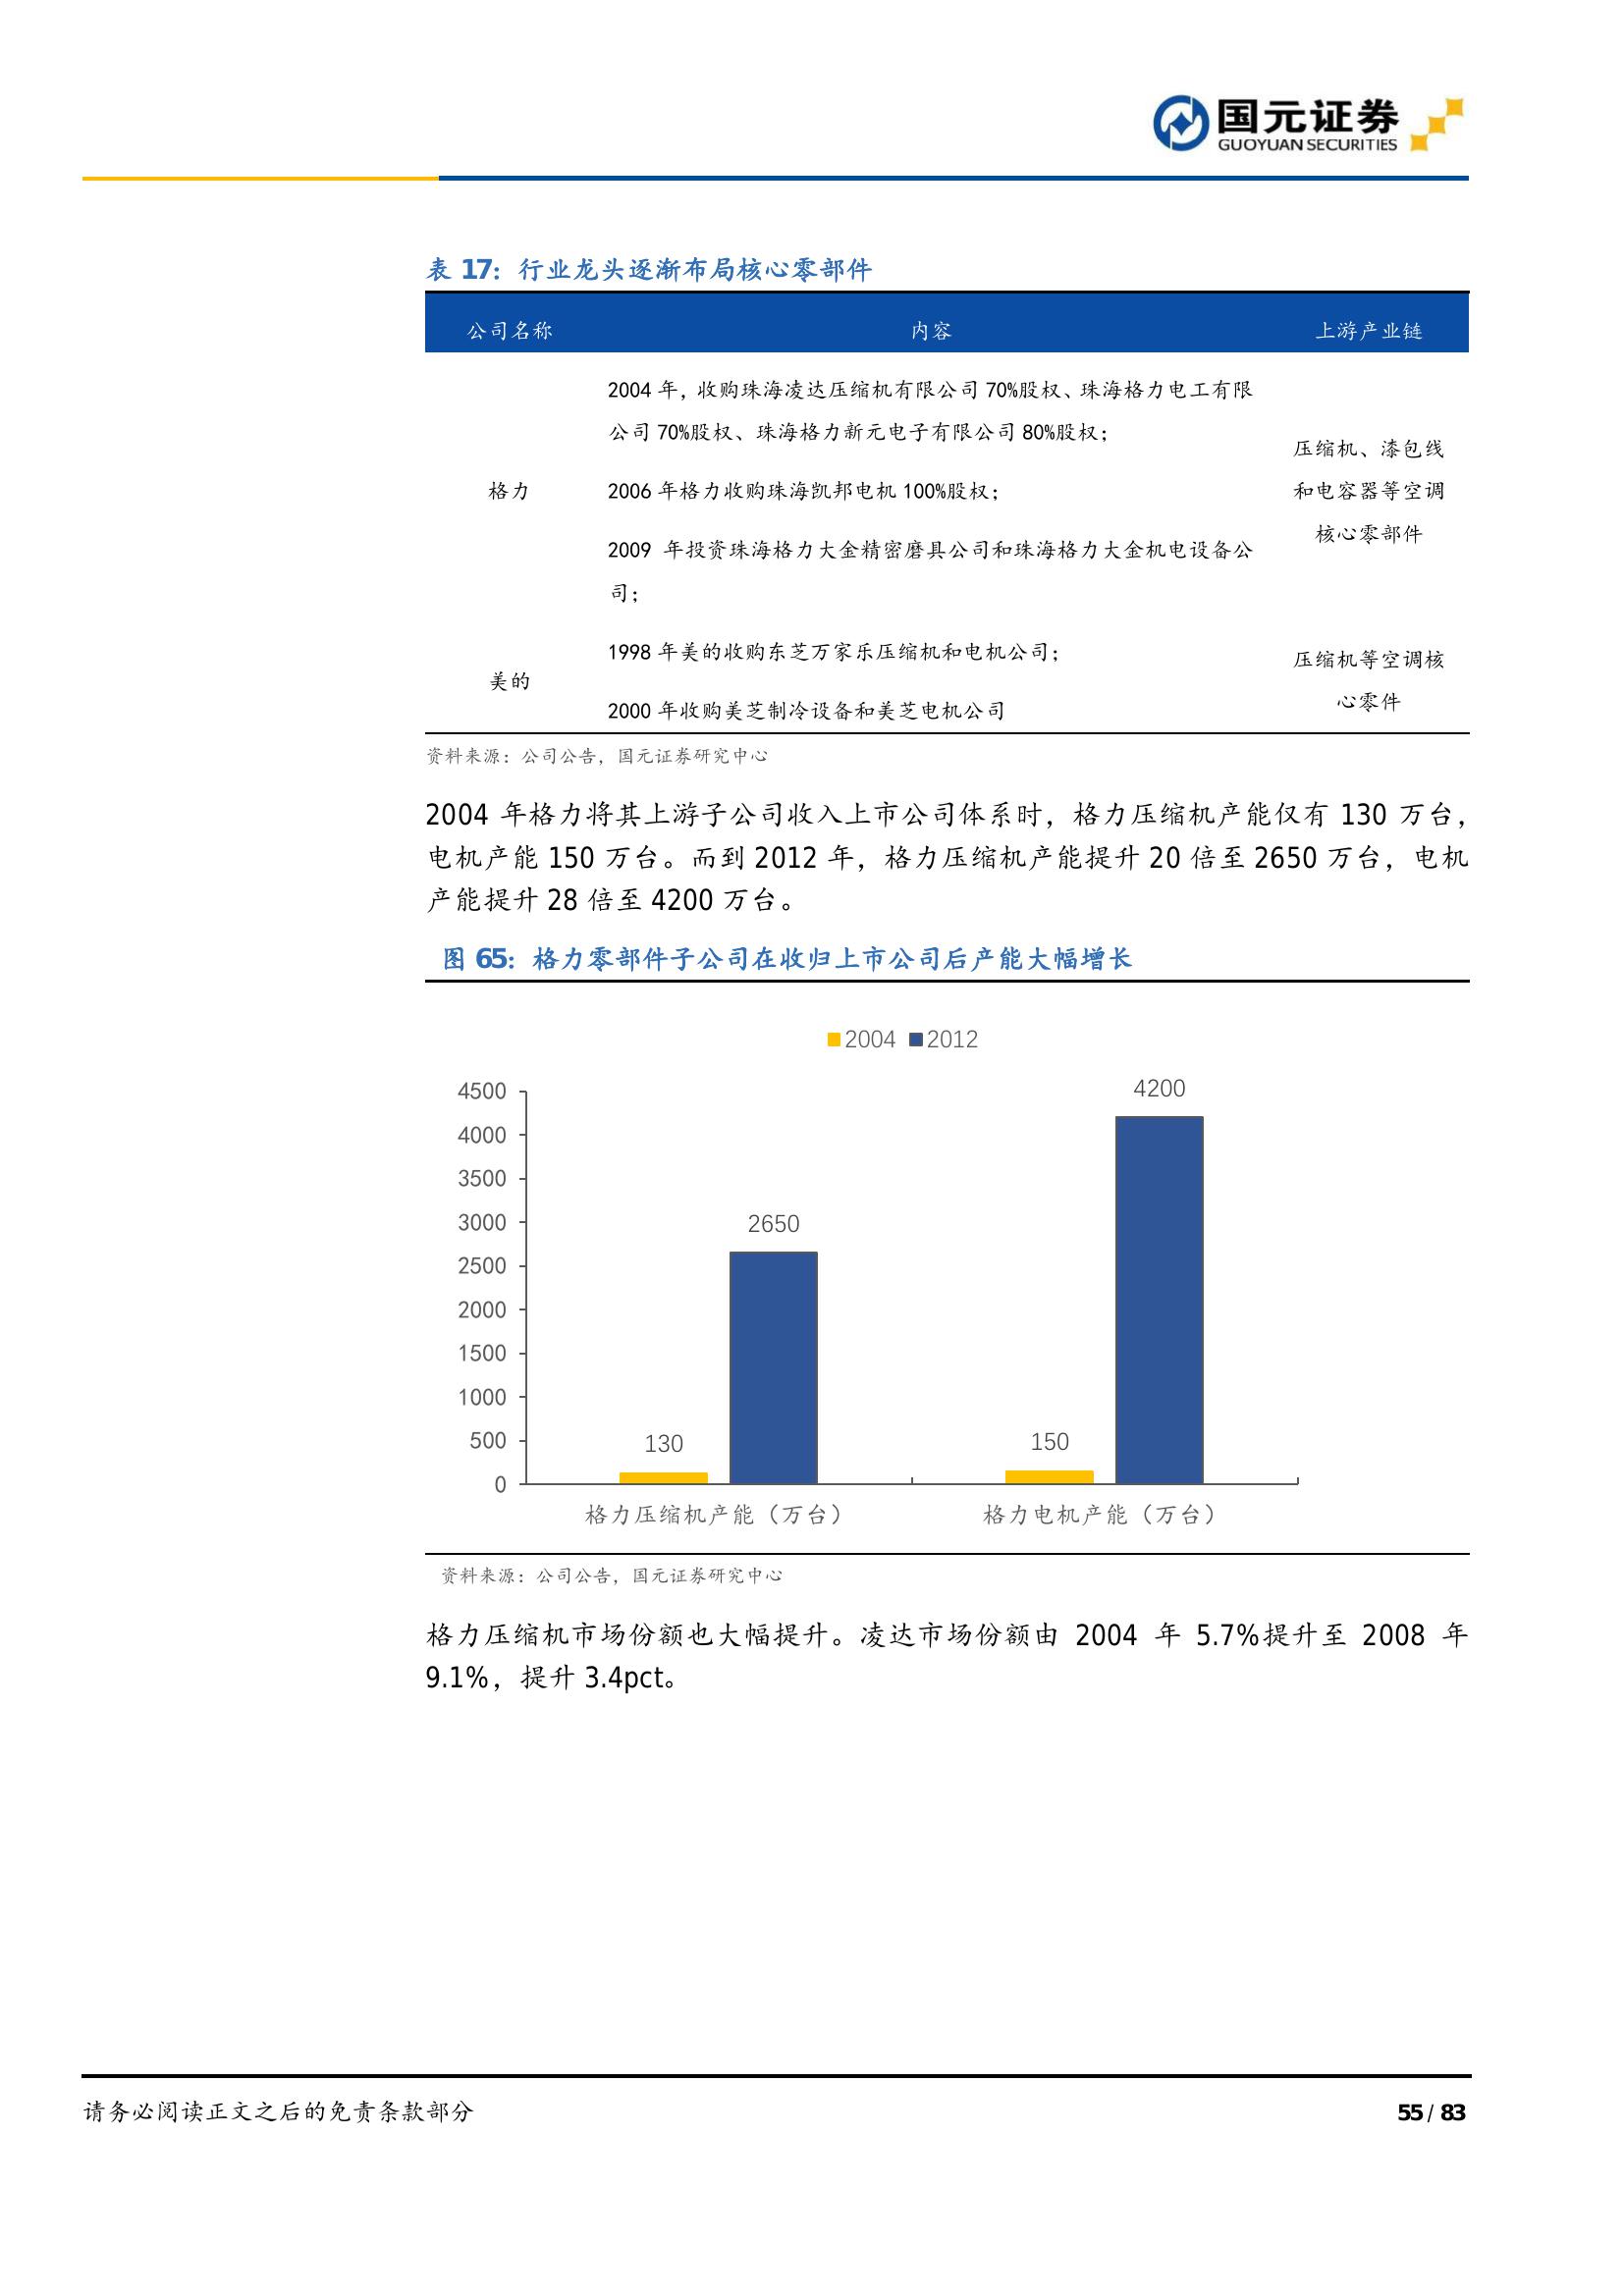 国元证券
GUOYUAN SECURITIES
表 17：行业龙头逐渐布局核心零部件
公司名称 内容 上游产业链
2004 年，收购珠海凌达压缩机有限公司 70%股权、珠海格力电工有限
公司 70%股权、珠海格力新元电子有限公司 80%股权；
格力
2006 年格力收购珠海凯邦电机 100%股权；
2009 年投资珠海格力大金精密磨具公司和珠海格力大金机电设备公
司；
压缩机、漆包线
和电容器等空调
核心零部件
美的
1998 年美的收购东芝万家乐压缩机和电机公司；
2000 年收购美芝制冷设备和美芝电机公司
压缩机等空调核
心零件
资料来源：公司公告，国元证券研究中心
2004 年格力将其上游子公司收入上市公司体系时，格力压缩机产能仅有 130 万台，
电机产能 150 万台。而到 2012 年，格力压缩机产能提升 20 倍至 2650 万台，电机
产能提升 28 倍至 4200 万台。
图 65：格力零部件子公司在收归上市公司后产能大幅增长
2004 2012
4500
4000
3500
3000
2500
2000
1500
1000
500
0
130
2650
150
4200
格力压缩机产能（万台）
格力电机产能（万台）
资料来源：公司公告，国元证券研究中心
格力压缩机市场份额也大幅提升。凌达市场份额由 2004 年 5.7%提升至 2008 年
9.1%，提升 3.4pct。
请务必阅读正文之后的免责条款部分
55 / 83